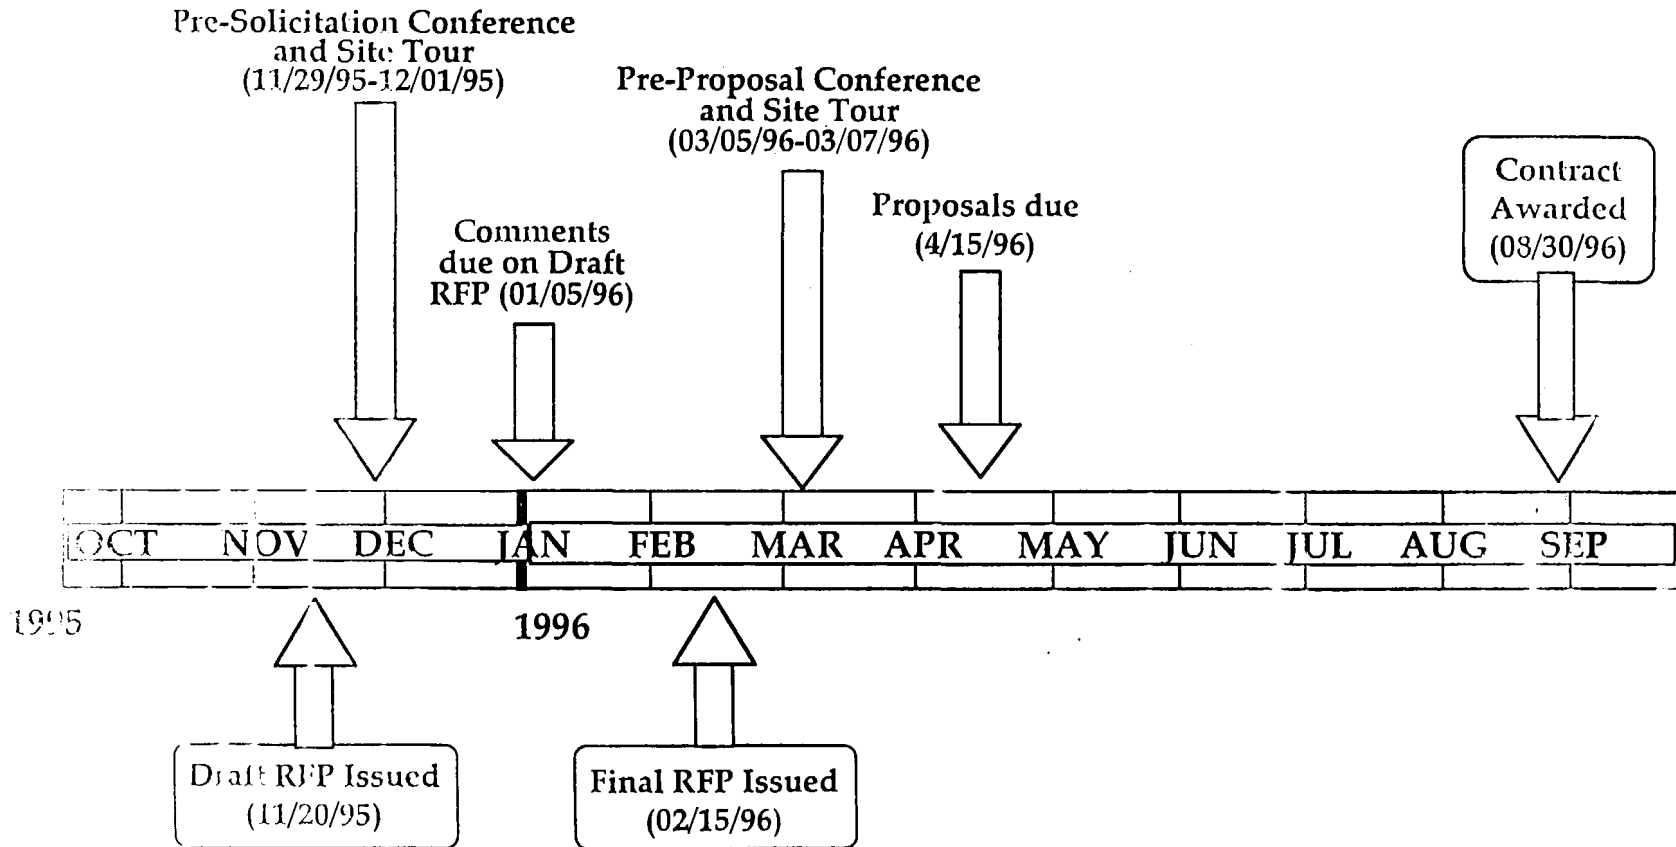 Pre-Solicitation Conference
and Site Tour
(11/29/95-12/01/95)
Pre-Proposal Conference
and Site Tour
(03/05/96-03/07/96)
Contract
Awarded
(08/30/96)
Proposals due
(4/15/96)
Comments
due on Draft
RFP (01/05/96)
OCT NOV DEC JAN FEB MAR APR MAY JUN JUL AUG SEP
1995 1996
Draft RFP Issued
(11/20/95)
Final RFP Issued
(02/15/96)